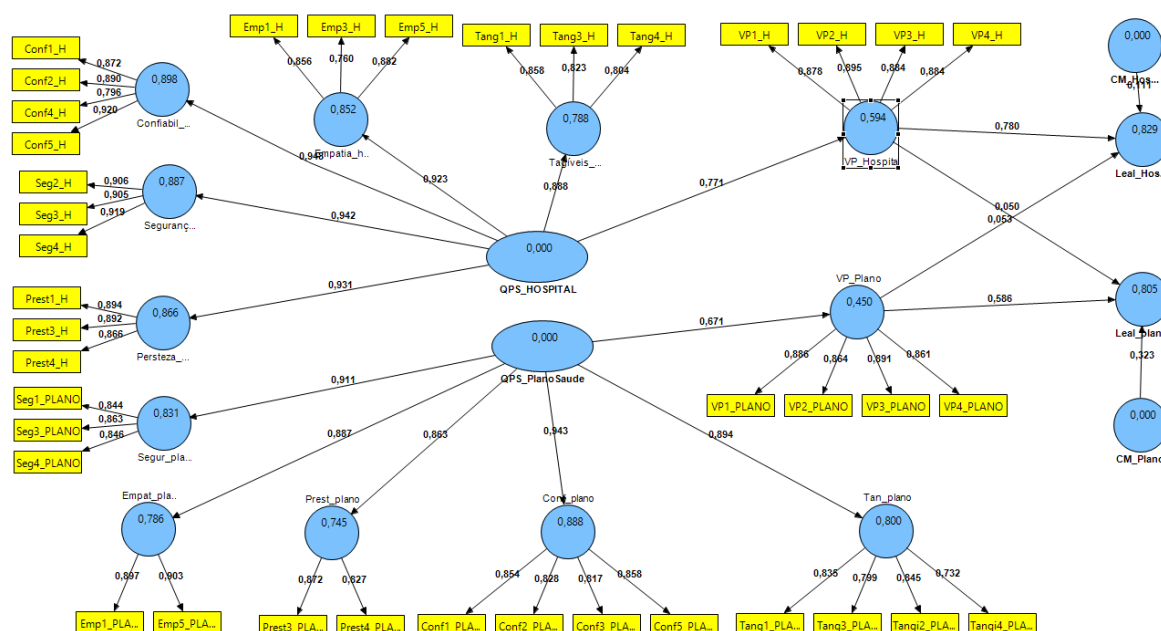 Emp1_H
Emp3_H
Emp5_H
Tang1_H
Tang3_H
Tang4_H
VP1_H
VP2_H
VP3_H
VP4_H
0,000
CM_Hos...
0,111
Conf1_H
Conf2_H
Conf4_H
Conf5_H
0,872
0,890
0,796
0,920
0,898
Confiabil_...
0,856
0,760
0,882
0,852
Empatia_h..
0,858
0,823
0,804
0,788
Tagíveis_...
0,878
0,895
0,884
0,884
0,594
VP_Hospital
0,780
0,829
Leal_Hos..
0,948
0,923
0,888
0,771
Seg2_H
Seg3_H
Seg4_H
0,906
0,905
0,919
0,887
Seguranç...
0,942
0,050
0,053
0,000
QPS_HOSPITAL
0,931
Prest1_H
Prest3_H
Prest4_H
0,894
0,892
0,866
0,866
Persteza_...
VP_Plano
0,450
0,586
0,805
Leal_plan..
0,323
0,000
CM_Plano
0,000
QPS_PlanoSaude
0,671
0,886
0,864
0,891
0,861
VP1_PLANO
VP2_PLANO
VP3_PLANO
VP4_PLANO
0,911
Seg1_PLANO
Seg3_PLANO
Seg4_PLANO
0,844
0,863
0,846
0,831
Segur_pla...
0,887
0,863
0,943
0,894
Empat_pla..
0,786
Prest_plano
0,745
Conf_plano
0,888
Tan_plano
0,800
0,897
0,903
0,872
0,827
0,854
0,828
0,817
0,858
0,835
0,799
0,845
0,732
Emp1_PLA...
Emp5_PLA...
Prest3_PLA..
Prest4_PLA..
Conf1_PLA...
Conf2_PLA...
Conf3_PLA...
Conf5_PLA...
Tang1_PLA...
Tang3_PLA...
Tangi2_PLA...
Tangi4_PLA...